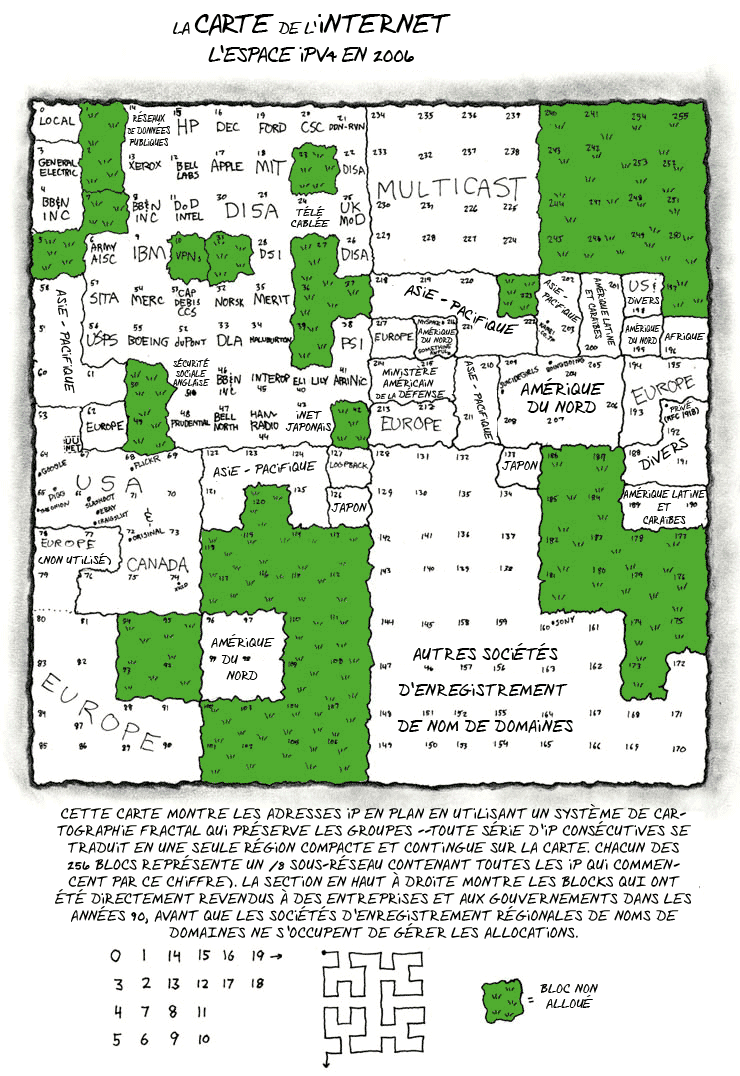 LA CARTE DE L'INTERNET
L'ESPACE IPV4 EN 2006
0 LOCAL
1
14 RÉSEAUX DE DONNÉES PUBLIQUES
15 HP
16 DEC
19 FORD
20 CSC
21 DDN-RVN
234 235 236 239
240 241 254 255
3 GENERAL ELECTRIC
2
13 XEROX
12 BELL LABS
17 APPLE
18 MIT
23
22 DISA
233 232 237 238
243 242 253 252
MULTICAST
4 BB&N INC
7
8 BB&N INC
11 DoD INTEL
30 DISA 29
24 TÉLÉ CABLÉE
25 UK MoD
230 231 226 225
244 247 248 251
5
6 ARMY AISC
9 IBM
10 VPNs
31
28 DSI
27
26 DISA
229 228 227 224
245 246 249 250
58 ASIE-PACIFIQUE
57 SITA
54 MERC
53 CAP DEBIS CCS
32 NORSK
35 MERIT
36
37
218 219 220
ASIE-PACIFIQUE
223
202 ASIE-PACIFIQUE
203
AMÉRIQUE LATINE ET CARAÏBES
200
201 US & DIVERS
198
197
56 USPS
55 BOEING
52 duPONT
33 DLA
34 HALLIBURTON
39
38 PSI
217 EUROPE
MYSPACE 216
AMÉRIQUE DU NORD
SOMETHING AWFUL
221 222
AMÉRIQUE DU NORD
199
AFRIQUE
196
60 61
50
SÉCURITÉ SOCIALE ANGLAISE
51
46 BB&N INC
INTEROP
45
ELI LILY
40
41 AfriNic
214 215
MINISTÈRE AMÉRICAIN DE LA DÉFENSE
ASIE-PACIFIQUE
210
211
209
SUICIDEGIRLS
BOINGBOING
204
205
AMÉRIQUE DU NORD
208 207 206
194 195
EUROPE
193
PRIVÉ (RFC 1918)
192
62 EUROPE
UUNET
49
48 PRUDENTIAL
47 BELL NORTH
HAM RADIO
44
43 INET JAPONAIS
42
213 212
EUROPE
64 67 68 69
GOOGLE
FLICKR
122 123 124
ASIE-PACIFIQUE
127 LOOPBACK
128 131 132
133 JAPON
186 187
188 DIVERS 191
65 66
DIGG
THE ONION
SLASHDOT
EBAY
CRAIGSLIST
USA
71 70
121 120 125
126 JAPON
129 130 135 134
185 184
AMÉRIQUE LATINE ET CARAÏBES
189 190
78 77
EUROPE
(NON UTILISÉ)
72 & 73
ORISINAL
118 119 114 113
142 141 136 137
182 183 178 177
79 76
CANADA
75 74
XKCD
117 116 115 112
143 140 139 138
181 180 179 176
80 81
94 95
96 97
AMÉRIQUE DU NORD
99 98
110 111
144 145 158 159
160 SONY 161
174 175
83 82
93 92
109 108
147 146 157 156
163 162
173 172
AUTRES SOCIÉTÉS
D'ENREGISTREMENT
DE NOM DE DOMAINES
EUROPE
84 87 88 91
103 104 107
148 151 152 155
164 167 168 171
85 86 89 90
101 102 105 106
149 150 153 154
165 166 169 170
CETTE CARTE MONTRE LES ADRESSES IP EN PLAN EN UTILISANT UN SYSTÈME DE CAR-
TOGRAPHIE FRACTAL QUI PRÉSERVE LES GROUPES --TOUTE SÉRIE D'IP CONSÉCUTIVES SE
TRADUIT EN UNE SEULE RÉGION COMPACTE ET CONTINGUE SUR LA CARTE. CHACUN DES
256 BLOCS REPRÉSENTE UN /8 SOUS-RÉSEAU CONTENANT TOUTES LES IP QUI COMMEN-
CENT PAR CE CHIFFRE). LA SECTION EN HAUT À DROITE MONTRE LES BLOCKS QUI ONT
ÉTÉ DIRECTEMENT REVENDUS À DES ENTREPRISES ET AUX GOUVERNEMENTS DANS LES
ANNÉES 90, AVANT QUE LES SOCIÉTÉS D'ENREGISTREMENT RÉGIONALES DE NOMS DE
DOMAINES NE S'OCCUPENT DE GÉRER LES ALLOCATIONS.
0 1 14 15 16 19 →
3 2 13 12 17 18
4 7 8 11
5 6 9 10
= BLOC NON
ALLOUÉ